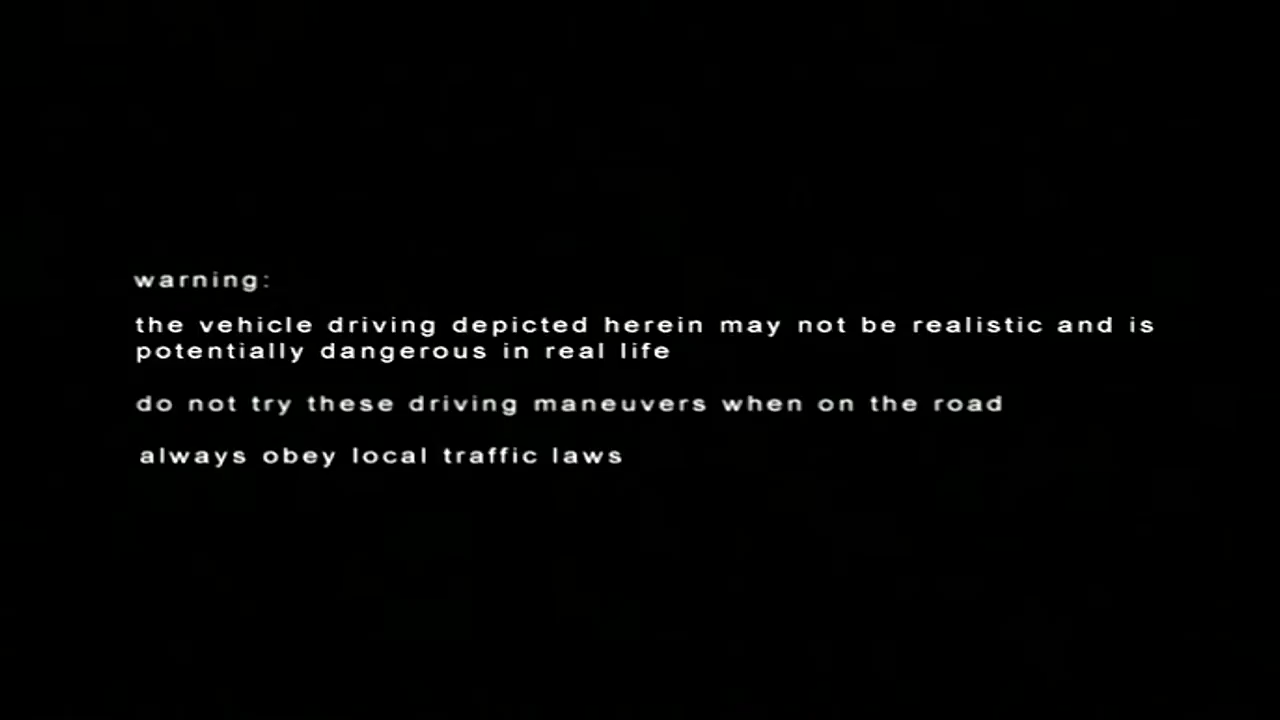 warning:
the vehicle driving depicted herein may not be realistic and is
potentially dangerous in real life
do not try these driving maneuvers when on the road
always obey local traffic laws